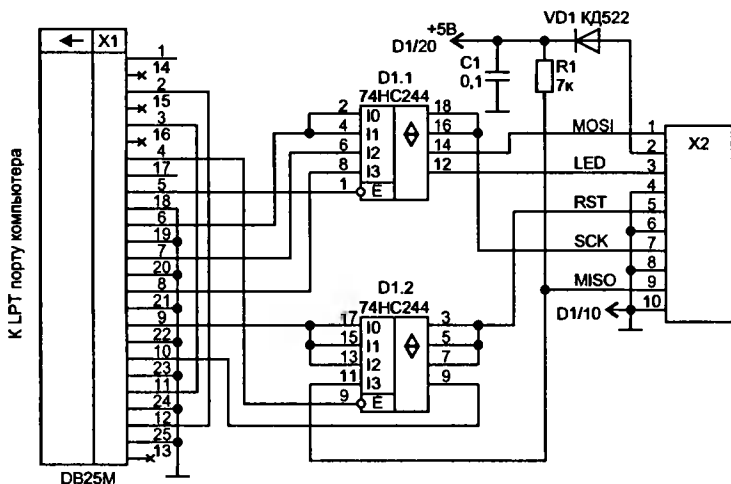 К LPT порту компьютера
X1
1
14
2
15
3
16
4
17
5
18
6
19
7
20
8
21
9
22
10
23
11
24
12
25
13
DB25M
+5В
D1/20
VD1 КД522
C1
0,1
R1
7к
D1.1
74HC244
2
4
6
8
1
I0
I1
I2
I3
E
18
16
14
12
D1.2
74HC244
17
15
13
11
9
I0
I1
I2
I3
E
3
5
7
9
MOSI
LED
RST
SCK
MISO
D1/10
1
2
3
4
5
6
7
8
9
10
X2